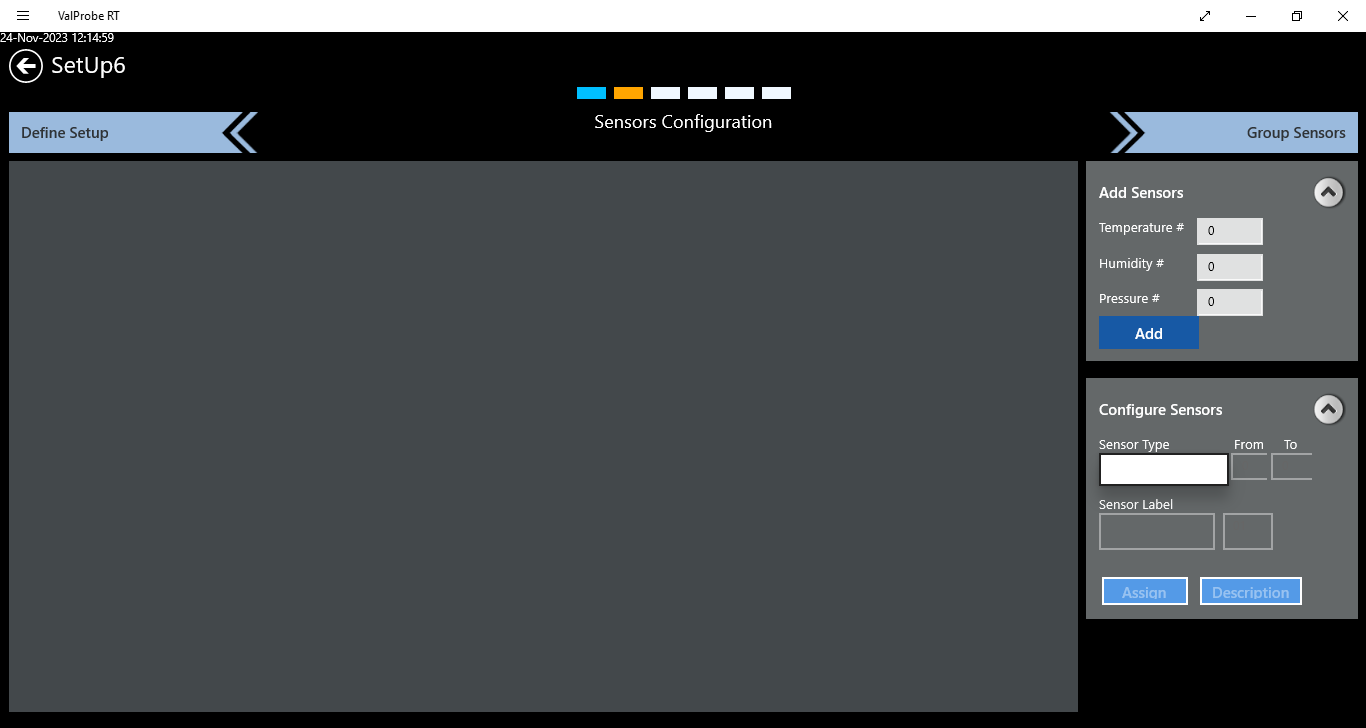 ValProbe RT
24-Nov-2023 12:14:59
SetUp6
Define Setup
Sensors Configuration
Group Sensors
Add Sensors
Temperature # 0
Humidity # 0
Pressure # 0
Add
Configure Sensors
Sensor Type From To
Sensor Label
Assign Description